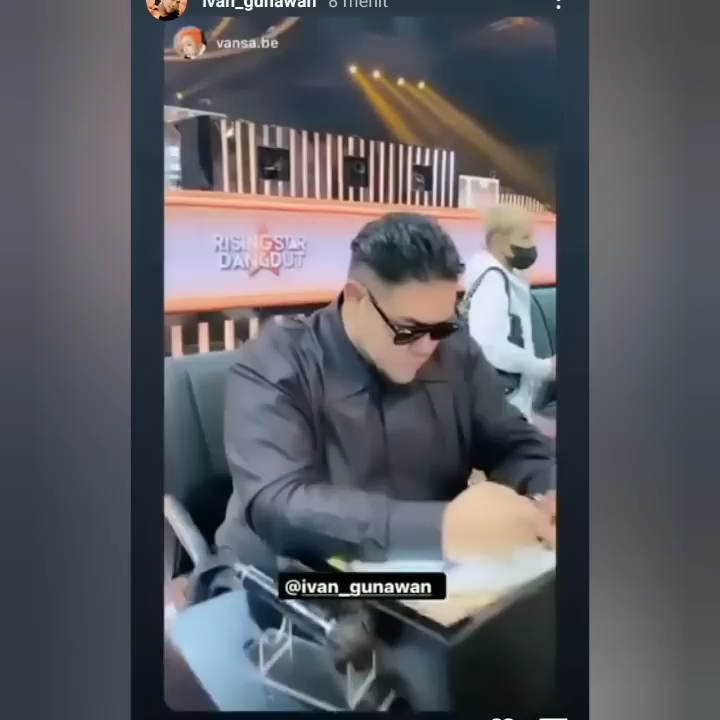 ivan_gunawan 8 menit
vansa.be
RISING STAR
DANGDUT
@ivan_gunawan